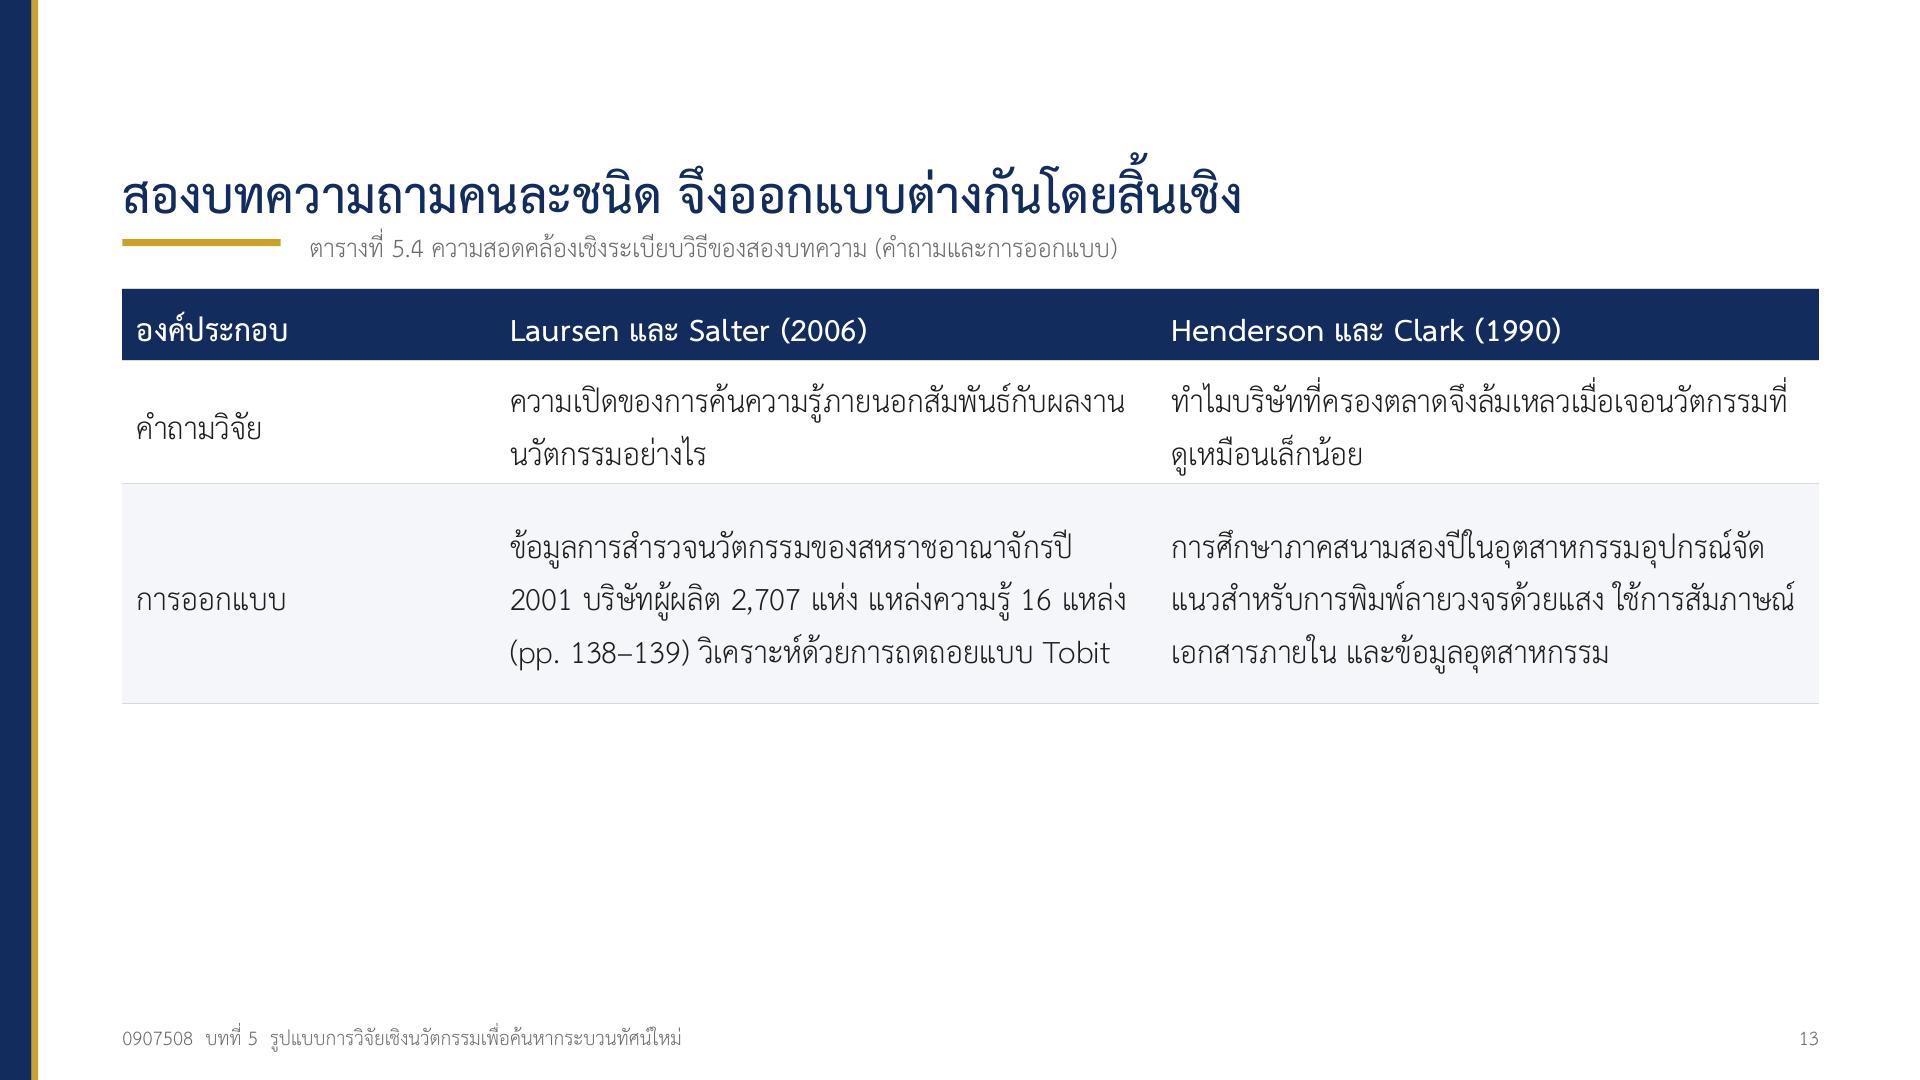 สองบทความถามคนละชนิด จึงออกแบบต่างกันโดยสิ้นเชิง
ตารางที่ 5.4 ความสอดคล้องเชิงระเบียบวิธีของสองบทความ (คำถามและการออกแบบ)
องค์ประกอบ
Laursen และ Salter (2006)
Henderson และ Clark (1990)
คำถามวิจัย
ความเปิดของการค้นความรู้ภายนอกสัมพันธ์กับผลงาน
นวัตกรรมอย่างไร
ทำไมบริษัทที่ครองตลาดจึงล้มเหลวเมื่อเจอนวัตกรรมที่
ดูเหมือนเล็กน้อย
การออกแบบ
ข้อมูลการสำรวจนวัตกรรมของสหราชอาณาจักรปี
2001 บริษัทผู้ผลิต 2,707 แห่ง แหล่งความรู้ 16 แหล่ง
(pp. 138–139) วิเคราะห์ด้วยการถดถอยแบบ Tobit
การศึกษาภาคสนามสองปีในอุตสาหกรรมอุปกรณ์จัด
แนวสำหรับการพิมพ์ลายวงจรด้วยแสง ใช้การสัมภาษณ์
เอกสารภายใน และข้อมูลอุตสาหกรรม
0907508 บทที่ 5 รูปแบบการวิจัยเชิงนวัตกรรมเพื่อค้นหากระบวนทัศน์ใหม่
13